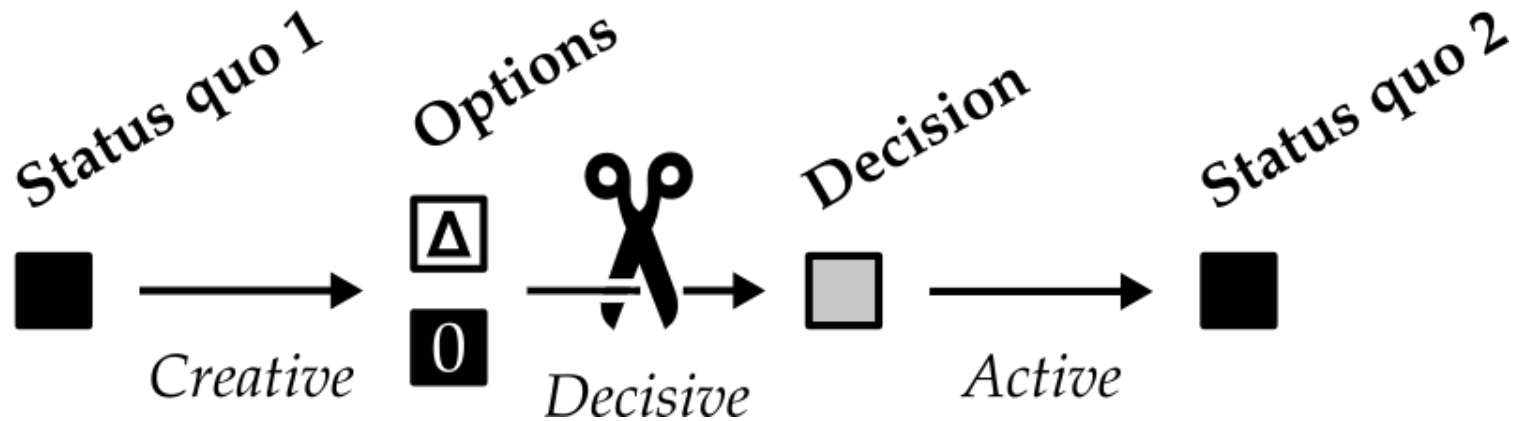 Status quo 1
Options
Decision
Status quo 2
Δ
0
Creative
Decisive
Active